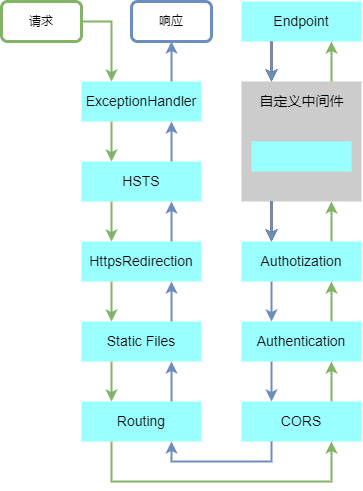 请求
响应
ExceptionHandler
HSTS
HttpsRedirection
Static Files
Routing
Endpoint
自定义中间件
Authotization
Authentication
CORS